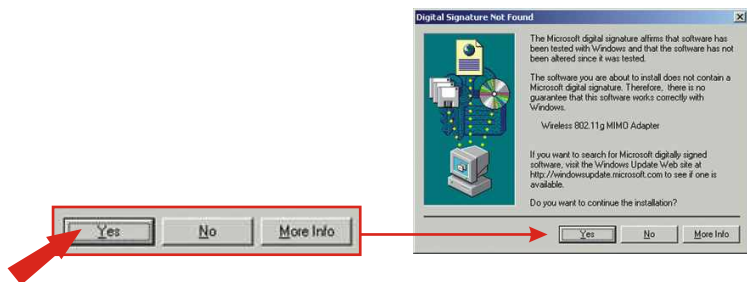 Digital Signature Not Found
The Microsoft digital signature affirms that software has
been tested with Windows and that the software has not
been altered since it was tested.
The software you are about to install does not contain a
Microsoft digital signature. Therefore, there is no
guarantee that this software works correctly with
Windows.
Wireless 802.11g MIMO Adapter
If you want to search for Microsoft digitally signed
software, visit the Windows Update Web site at
http://windowsupdate.microsoft.com to see if one is
available.
Do you want to continue the installation?
Yes No More Info
Yes No More Info